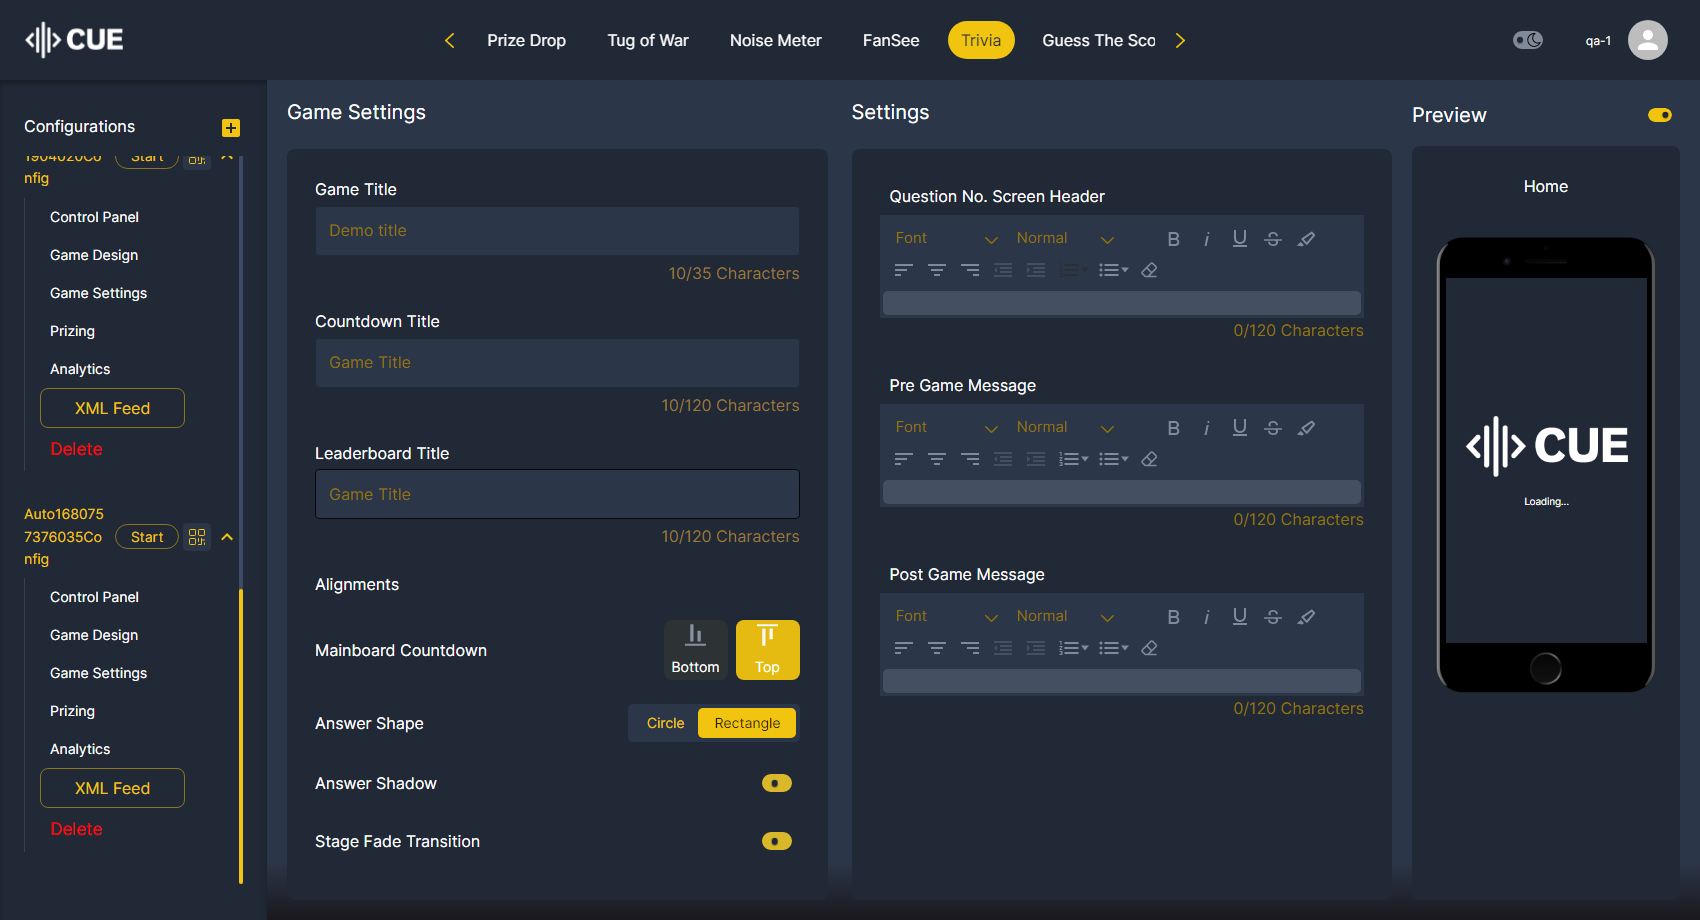 CUE
Prize Drop
Tug of War
Noise Meter
FanSee
Trivia
Guess The Sco
qa-1
Configurations
1904020Co
nfig
Start
Control Panel
Game Design
Game Settings
Prizing
Analytics
XML Feed
Delete
Auto168075
7376035Co
nfig
Start
Control Panel
Game Design
Game Settings
Prizing
Analytics
XML Feed
Delete
Game Settings
Game Title
Demo title
10/35 Characters
Countdown Title
Game Title
10/120 Characters
Leaderboard Title
Game Title
10/120 Characters
Alignments
Mainboard Countdown
Bottom
Top
Answer Shape
Circle
Rectangle
Answer Shadow
Stage Fade Transition
Settings
Question No. Screen Header
Font
Normal
0/120 Characters
Pre Game Message
Font
Normal
0/120 Characters
Post Game Message
Font
Normal
0/120 Characters
Preview
Home
CUE
Loading...